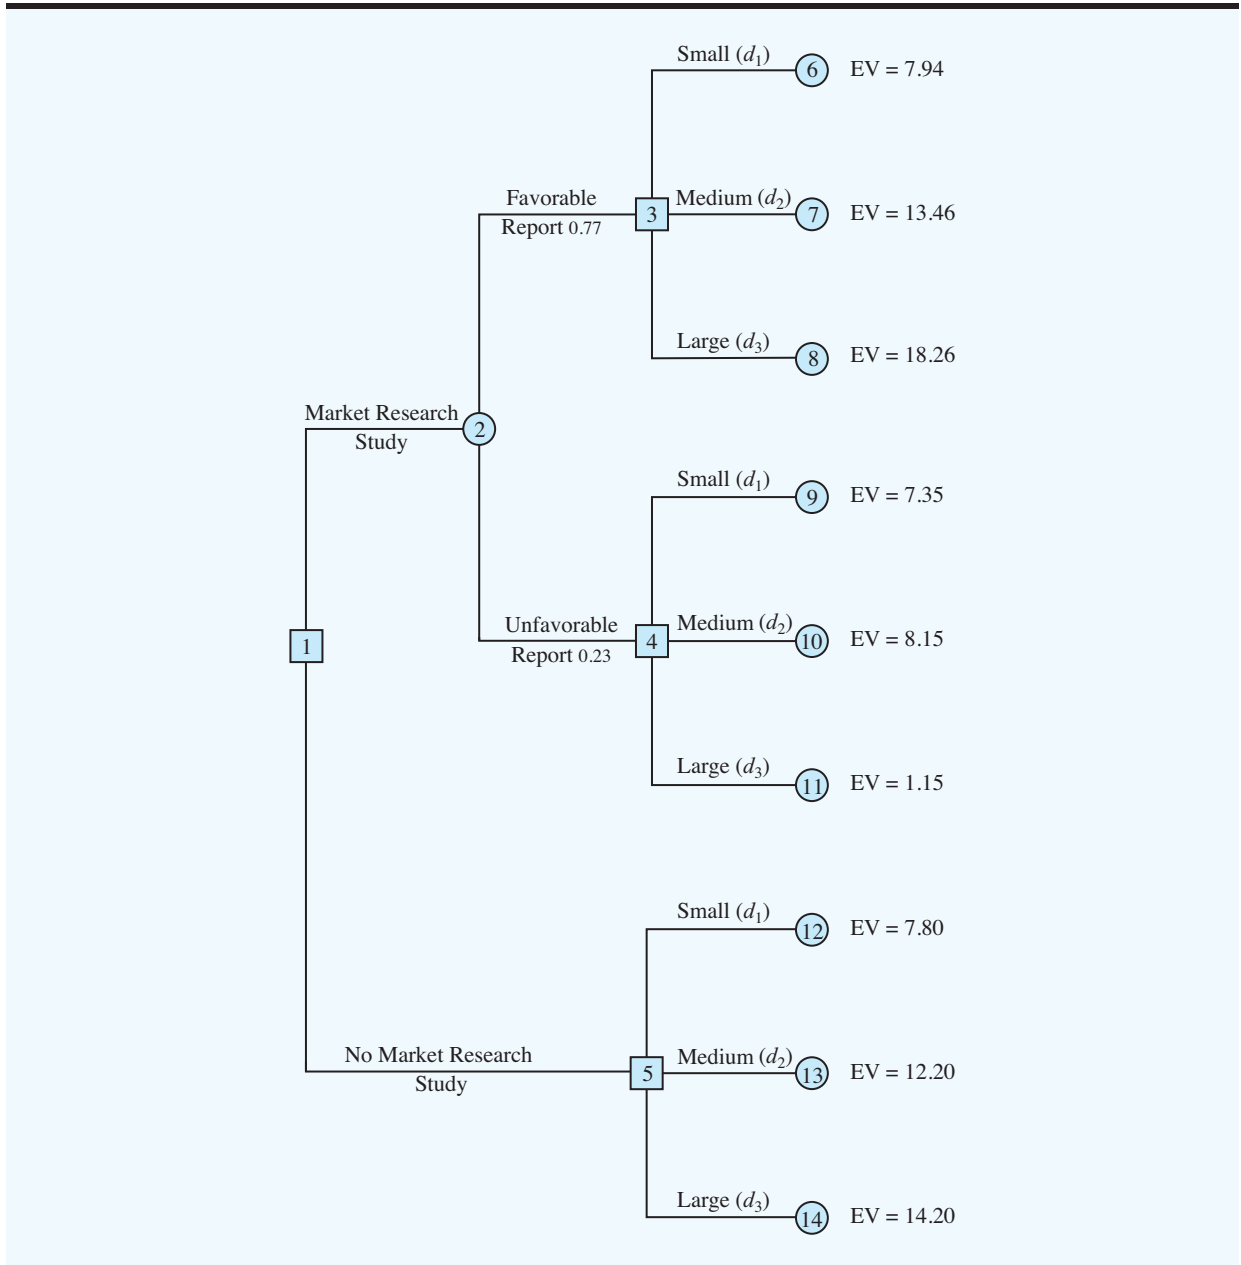 Small (d₁)
6
EV = 7.94
Favorable
Report 0.77
3
Medium (d₂)
7
EV = 13.46
Large (d₃)
8
EV = 18.26
Market Research
Study
2
Small (d₁)
9
EV = 7.35
1
Unfavorable
Report 0.23
4
Medium (d₂)
10
EV = 8.15
Large (d₃)
11
EV = 1.15
Small (d₁)
12
EV = 7.80
No Market Research
Study
5
Medium (d₂)
13
EV = 12.20
Large (d₃)
14
EV = 14.20